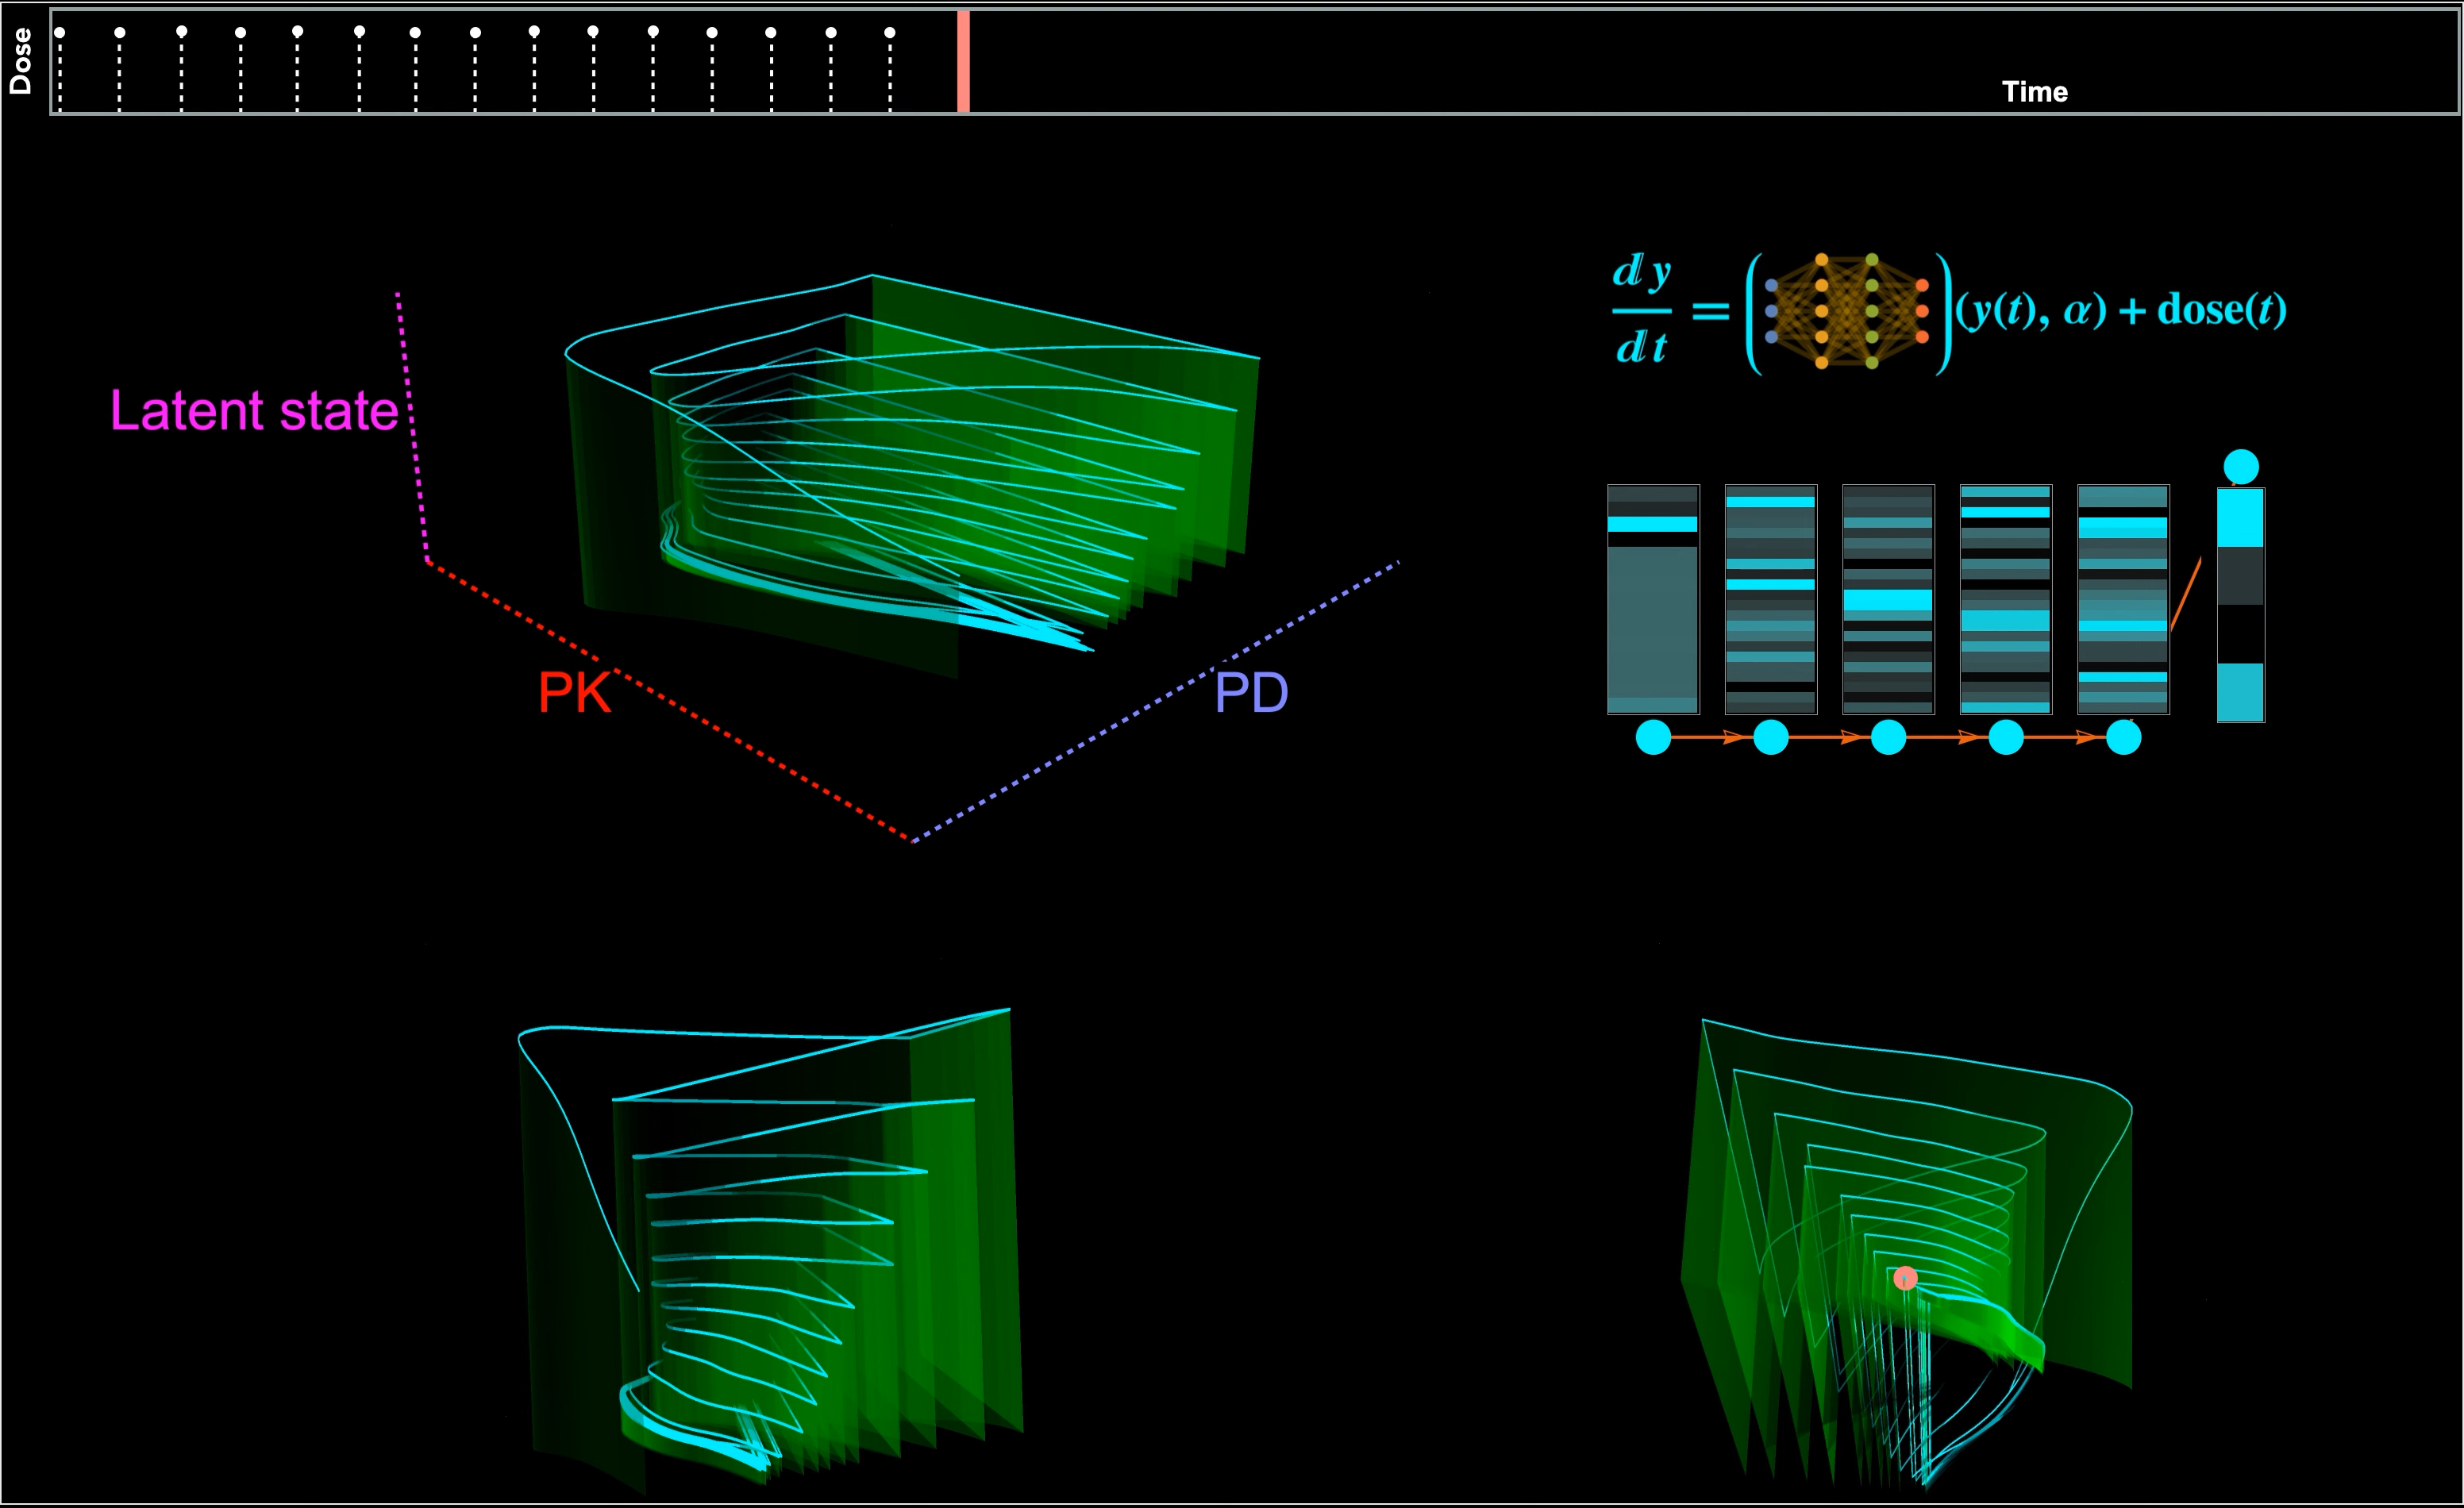 Dose
Time
dy/dt = ( )(y(t), α) + dose(t)
Latent state
PK
PD